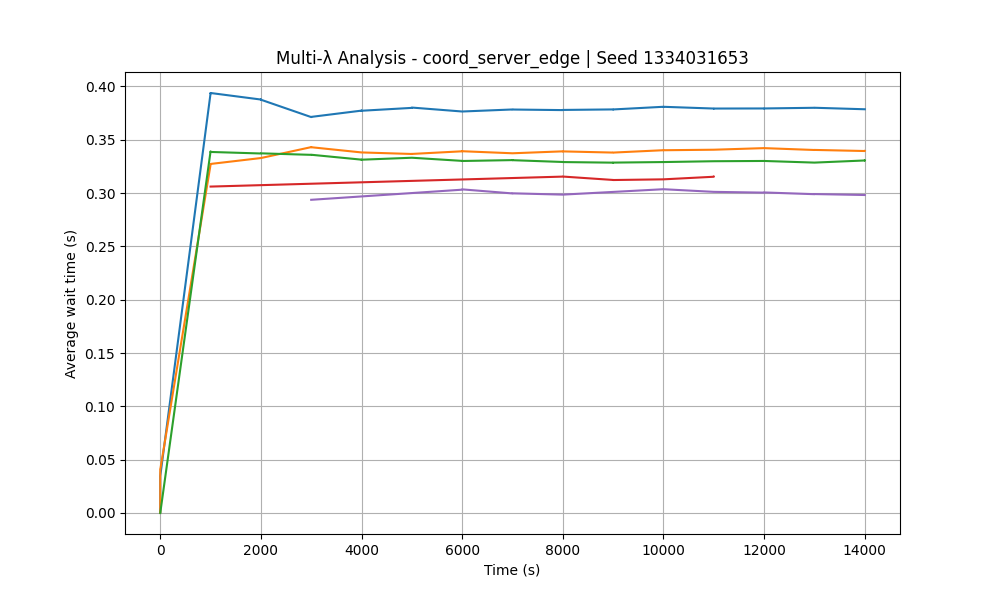 Multi-λ Analysis - coord_server_edge | Seed 1334031653
0.40
0.35
0.30
0.25
0.20
0.15
0.10
0.05
0.00
Average wait time (s)
0 2000 4000 6000 8000 10000 12000 14000
Time (s)